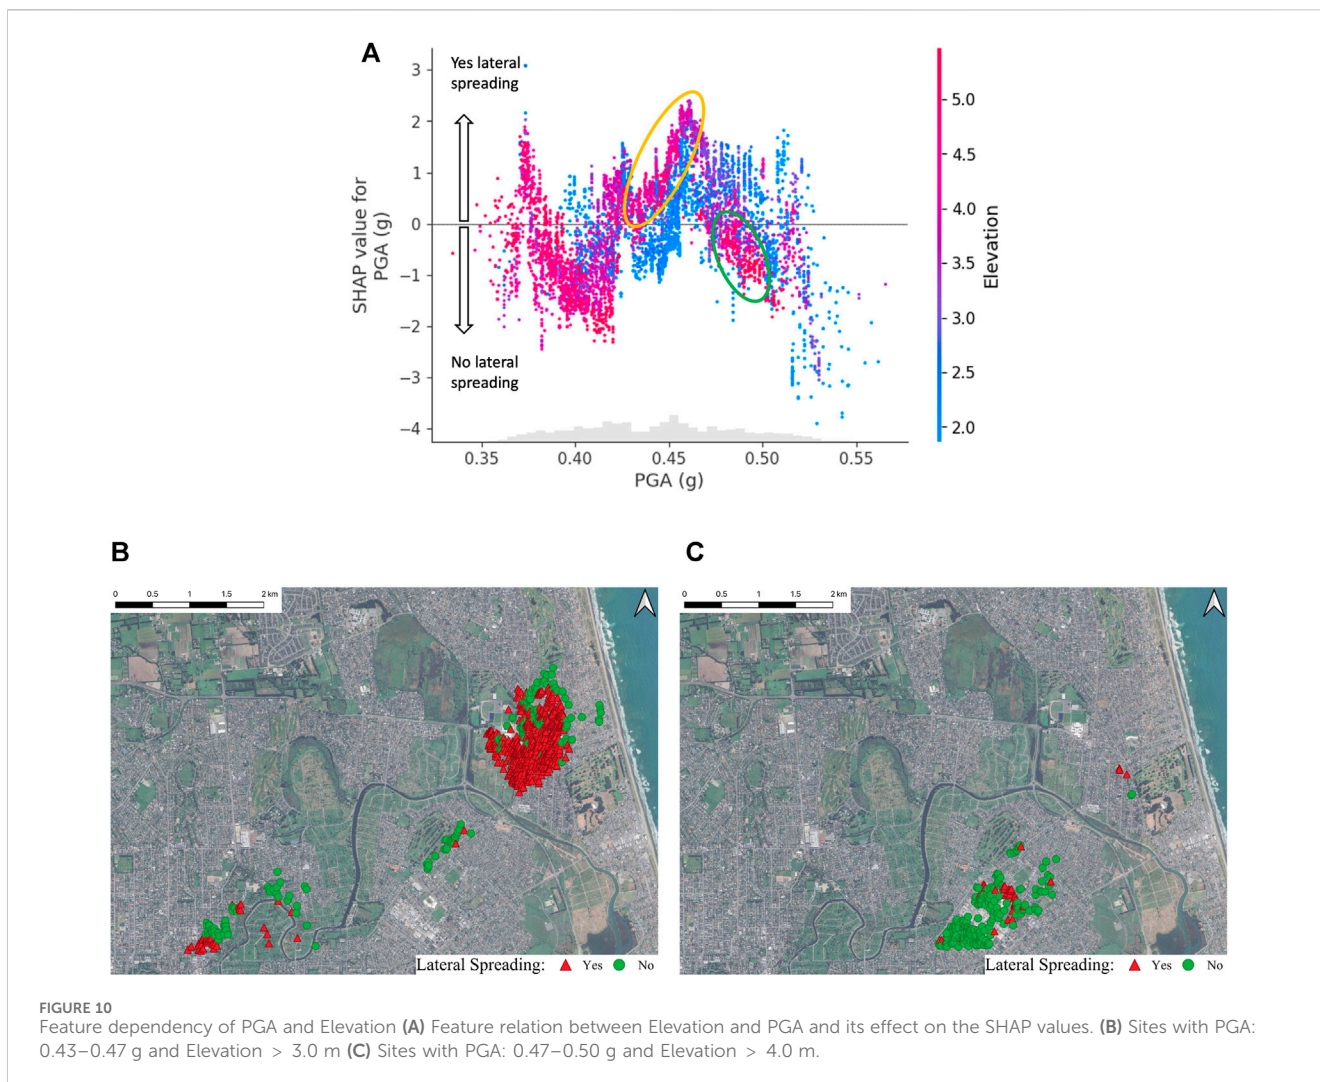 A
Yes lateral
spreading
No lateral
spreading
SHAP value for
PGA (g)
3
2
1
0
−1
−2
−3
−4
0.35 0.40 0.45 0.50 0.55
PGA (g)
5.0
4.5
4.0
3.5
3.0
2.5
2.0
Elevation
B
0 0.5 1 1.5 2 km
Lateral Spreading: Yes No
C
0 0.5 1 1.5 2 km
Lateral Spreading: Yes No
FIGURE 10
Feature dependency of PGA and Elevation (A) Feature relation between Elevation and PGA and its effect on the SHAP values. (B) Sites with PGA:
0.43–0.47 g and Elevation > 3.0 m (C) Sites with PGA: 0.47–0.50 g and Elevation > 4.0 m.